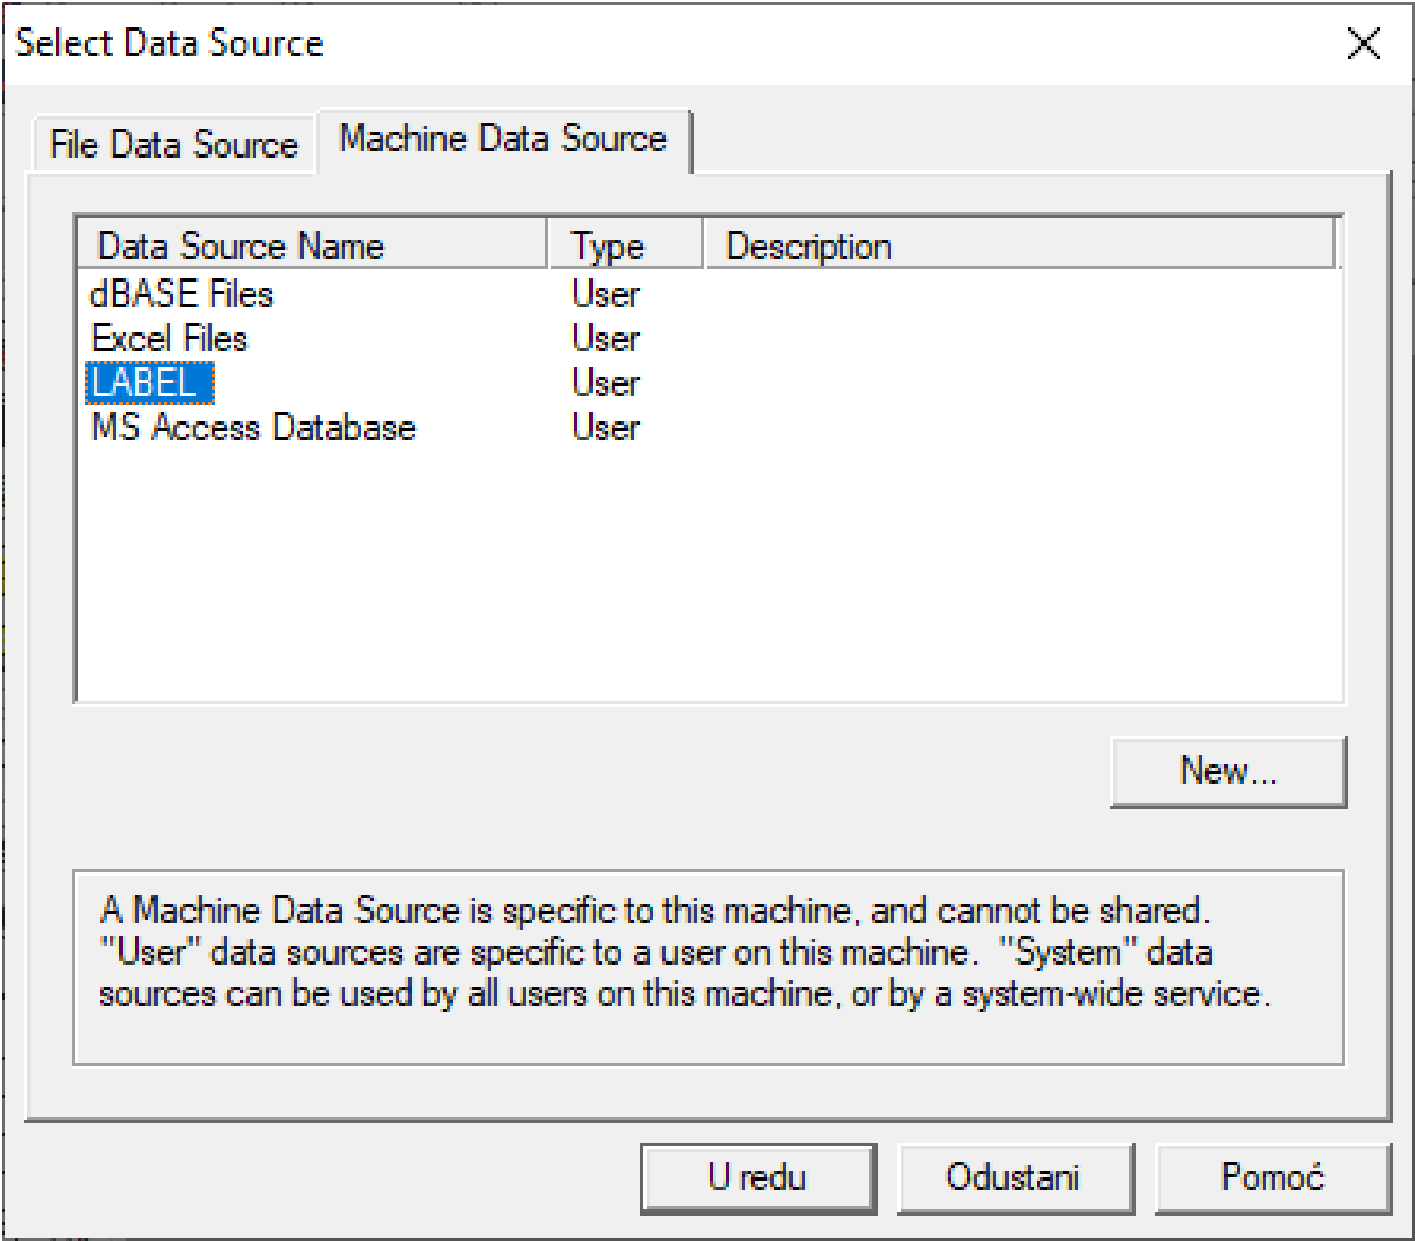 Select Data Source
File Data Source
Machine Data Source
Data Source Name Type Description
dBASE Files User
Excel Files User
LABEL User
MS Access Database User
New...
A Machine Data Source is specific to this machine, and cannot be shared.
"User" data sources are specific to a user on this machine.  "System" data
sources can be used by all users on this machine, or by a system-wide service.
U redu Odustani Pomoć